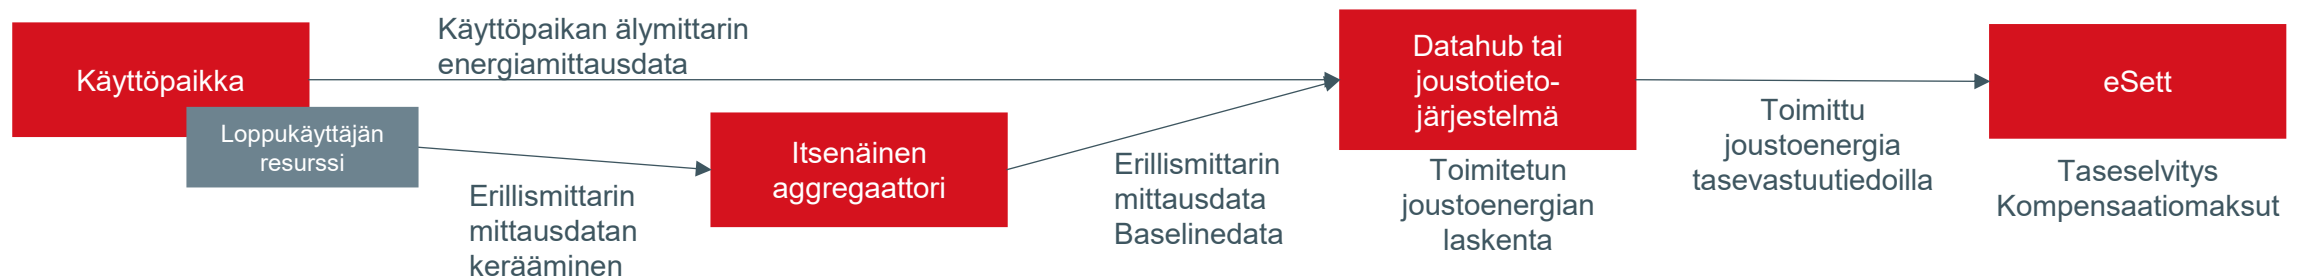 Käyttöpaikka
Loppukäyttäjän
resurssi
Käyttöpaikan älymittarin
energiamittausdata
Erillismittarin
mittausdatan
kerääminen
Itsenäinen
aggregaattori
Erillismittarin
mittausdata
Baselinedata
Datahub tai
joustotieto-
järjestelmä
Toimitetun
joustoenergian
laskenta
Toimittu
joustoenergia
tasevastuutiedoilla
eSett
Taseselvitys
Kompensaatiomaksut